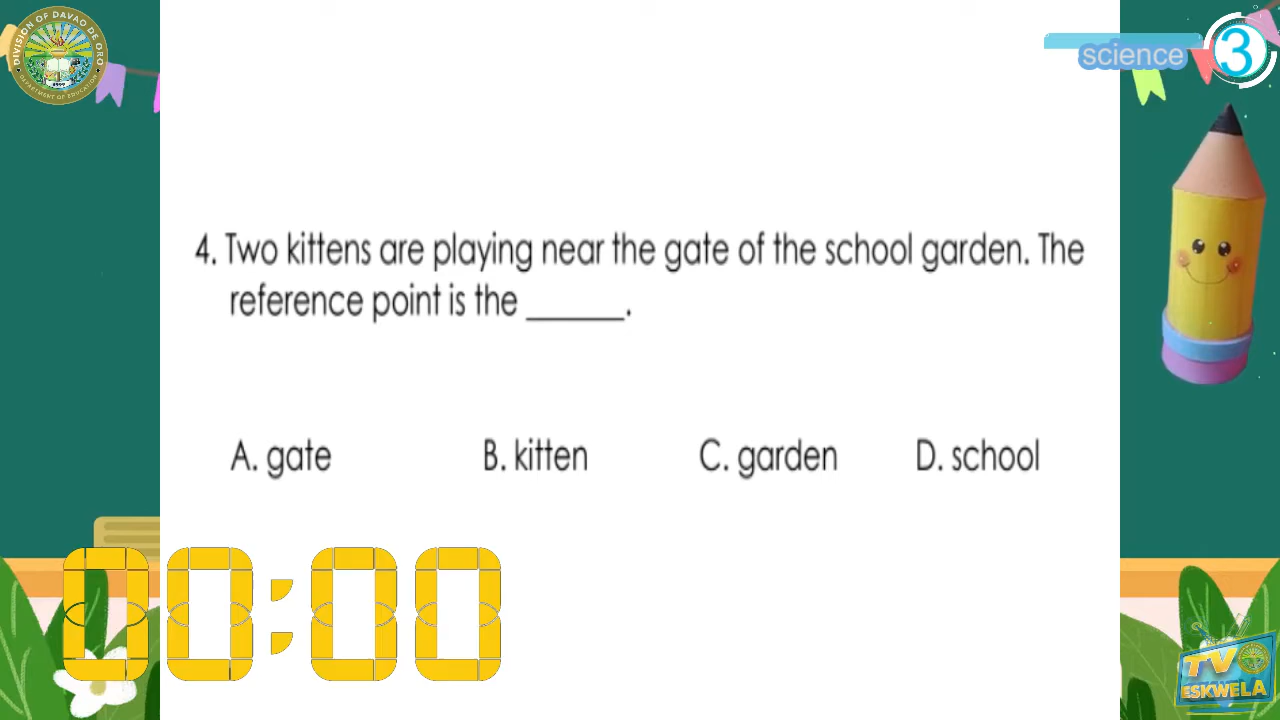 DIVISION OF DAVAO DE ORO
DEPARTMENT OF EDUCATION
science 3
4. Two kittens are playing near the gate of the school garden. The
reference point is the ______.
A. gate B. kitten C. garden D. school
00:00
TV
ESKWELA